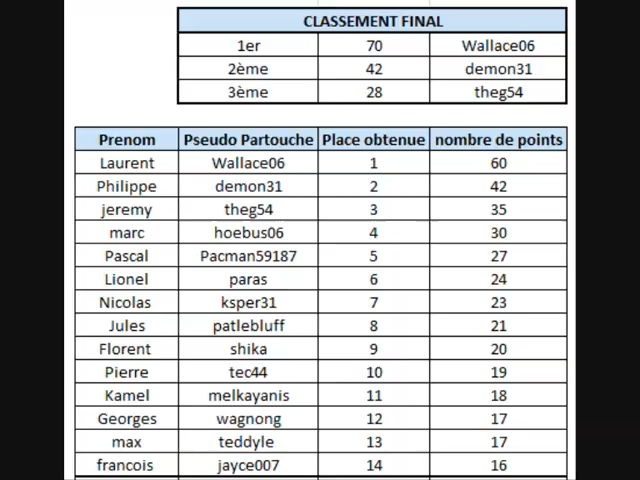 CLASSEMENT FINAL
1er 70 Wallace06
2ème 42 demon31
3ème 28 theg54
Prenom Pseudo Partouche Place obtenue nombre de points
Laurent Wallace06 1 60
Philippe demon31 2 42
jeremy theg54 3 35
marc hoebus06 4 30
Pascal Pacman59187 5 27
Lionel paras 6 24
Nicolas ksper31 7 23
Jules patlebluff 8 21
Florent shika 9 20
Pierre tec44 10 19
Kamel melkayanis 11 18
Georges wagnong 12 17
max teddyle 13 17
francois jayce007 14 16